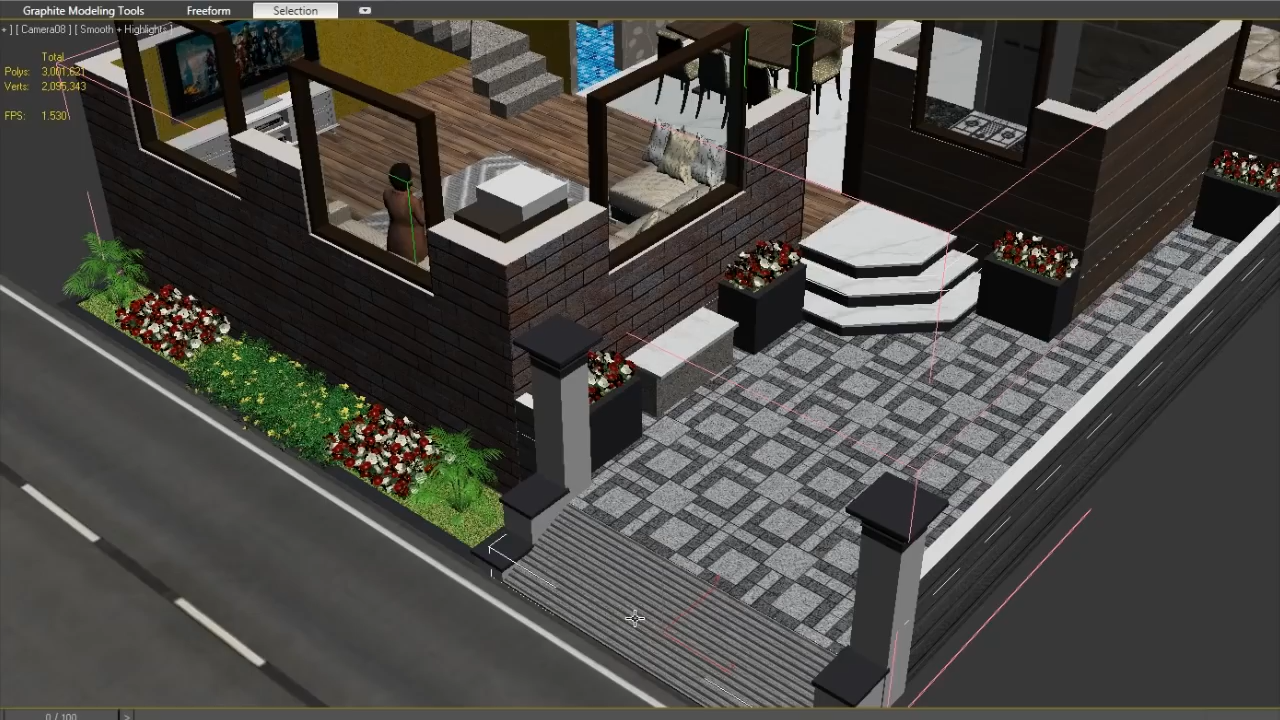 Graphite Modeling Tools Freeform Selection
+ ] [ Camera08 ] [ Smooth + Highlights ]
Total
Polys: 3,001,621
Verts: 2,095,343
FPS: 1.530
0 / 100 >